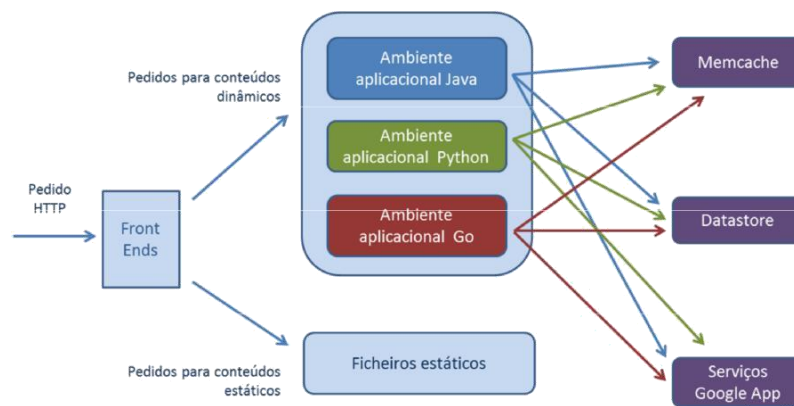 Pedido
HTTP
Front
Ends
Pedidos para conteúdos
dinâmicos
Ambiente
aplicacional Java
Ambiente
aplicacional Python
Ambiente
aplicacional Go
Pedidos para conteúdos
estáticos
Ficheiros estáticos
Memcache
Datastore
Serviços
Google App